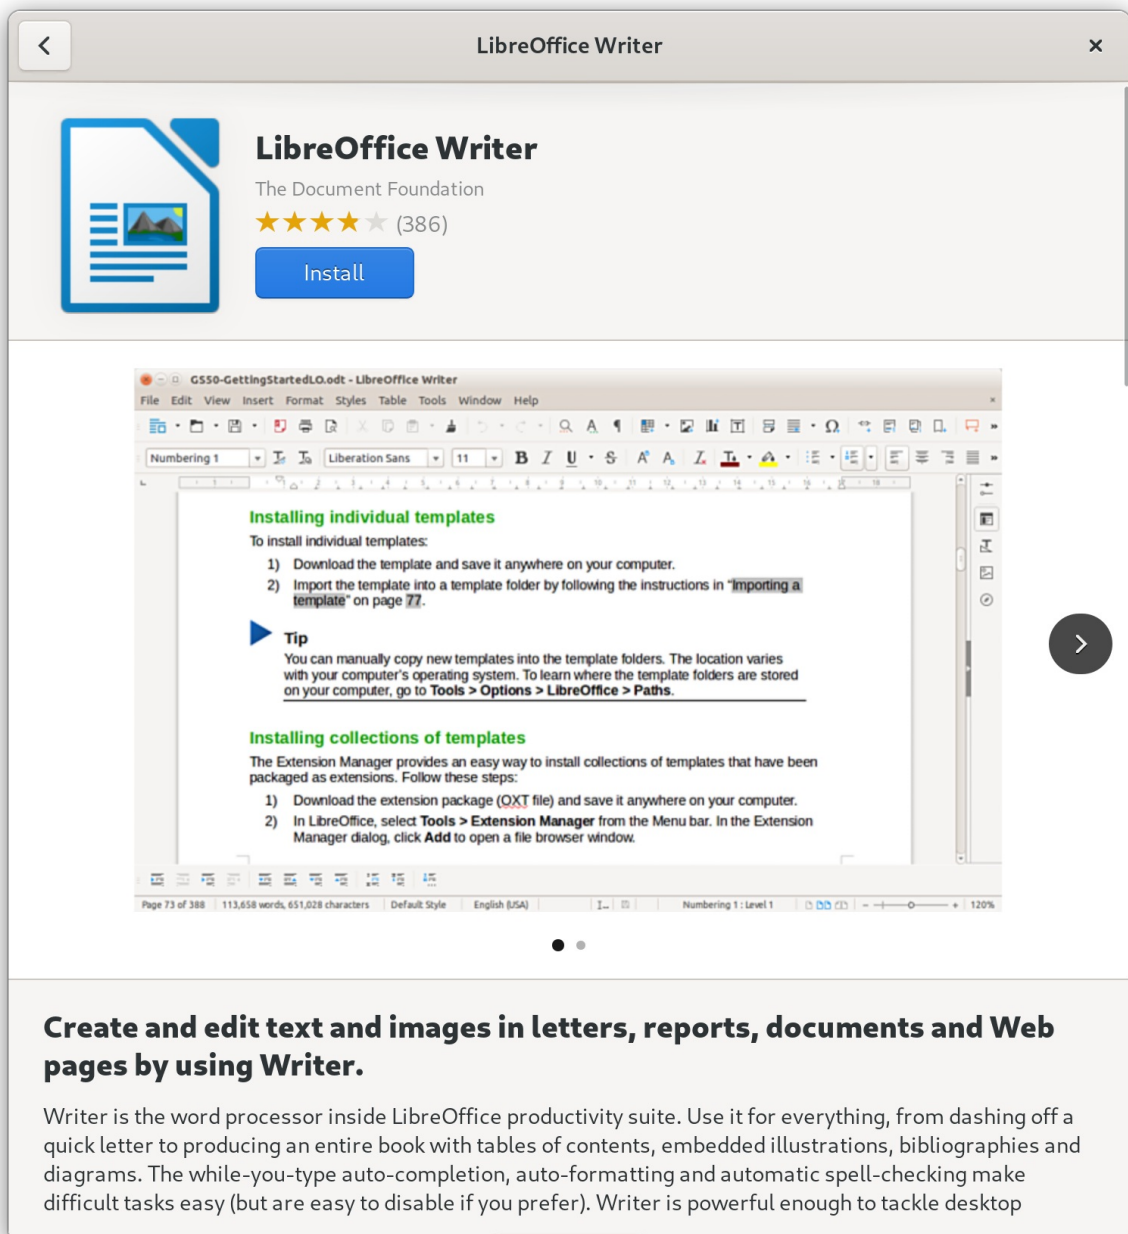 LibreOffice Writer
LibreOffice Writer
The Document Foundation
(386)
Install
GS50-GettingStartedLO.odt - LibreOffice Writer
File Edit View Insert Format Styles Table Tools Window Help
Numbering 1 Liberation Sans 11
Installing individual templates
To install individual templates:
1) Download the template and save it anywhere on your computer.
2) Import the template into a template folder by following the instructions in “Importing a
template” on page 77.
Tip
You can manually copy new templates into the template folders. The location varies
with your computer’s operating system. To learn where the template folders are stored
on your computer, go to Tools > Options > LibreOffice > Paths.
Installing collections of templates
The Extension Manager provides an easy way to install collections of templates that have been
packaged as extensions. Follow these steps:
1) Download the extension package (OXT file) and save it anywhere on your computer.
2) In LibreOffice, select Tools > Extension Manager from the Menu bar. In the Extension
Manager dialog, click Add to open a file browser window.
Page 73 of 388 113,658 words, 651,028 characters Default Style English (USA) Numbering 1 : Level 1 120%
Create and edit text and images in letters, reports, documents and Web
pages by using Writer.
Writer is the word processor inside LibreOffice productivity suite. Use it for everything, from dashing off a
quick letter to producing an entire book with tables of contents, embedded illustrations, bibliographies and
diagrams. The while-you-type auto-completion, auto-formatting and automatic spell-checking make
difficult tasks easy (but are easy to disable if you prefer). Writer is powerful enough to tackle desktop